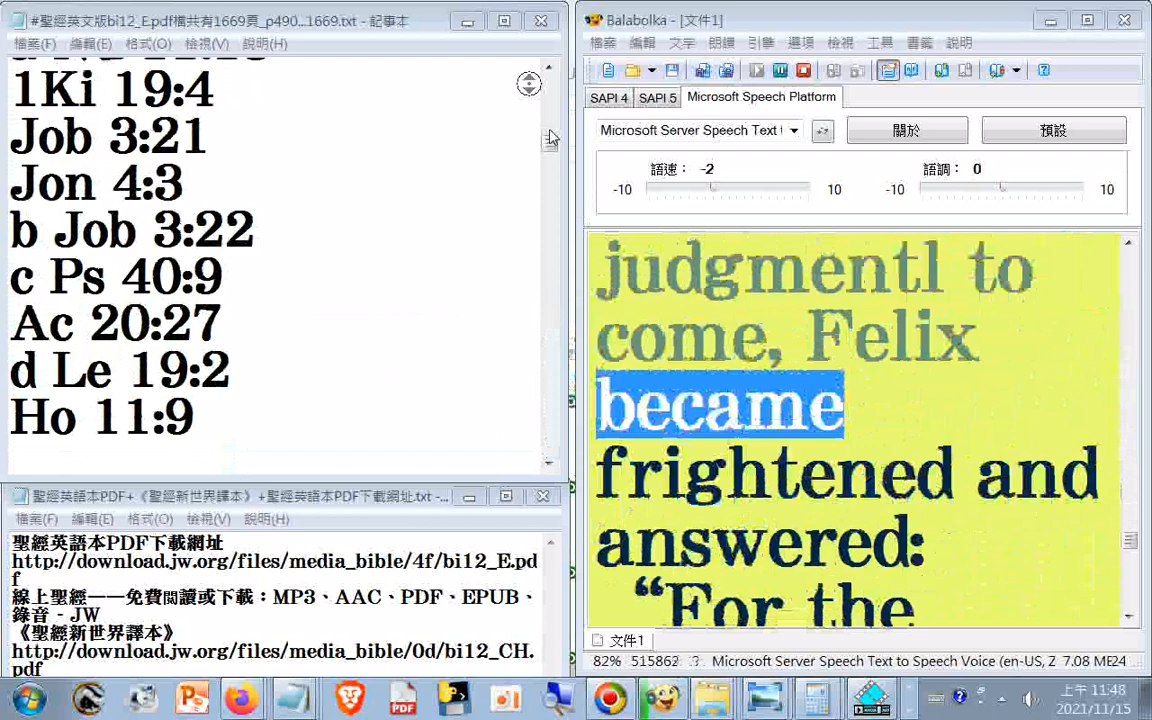 #聖經英文版bi12_E.pdf檔共有1669頁_p490...1669.txt - 記事本
檔案(F) 編輯(E) 格式(O) 檢視(V) 說明(H)
1Ki 19:4
Job 3:21
Jon 4:3
b Job 3:22
c Ps 40:9
Ac 20:27
d Le 19:2
Ho 11:9
聖經英語本PDF+《聖經新世界譯本》+聖經英語本PDF下載網址.txt - ...
檔案(F) 編輯(E) 格式(O) 檢視(V) 說明(H)
聖經英語本PDF下載網址
http://download.jw.org/files/media_bible/4f/bi12_E.pd
f
線上聖經——免費閱讀或下載：MP3、AAC、PDF、EPUB、
錄音 - JW
《聖經新世界譯本》
http://download.jw.org/files/media_bible/0d/bi12_CH.
pdf
Balabolka - [文件1]
檔案 編輯 文字 朗讀 引擎 選項 檢視 工具 書籤 說明
SAPI 4 SAPI 5 Microsoft Speech Platform
Microsoft Server Speech Text t 關於 預設
語速： -2 語調： 0
-10 10 -10 10
judgmentl to
come, Felix
became
frightened and
answered:
“For the
文件1
82% 515862 Microsoft Server Speech Text to Speech Voice (en-US, Z 7.08 ME24
上午 11:48
2021/11/15